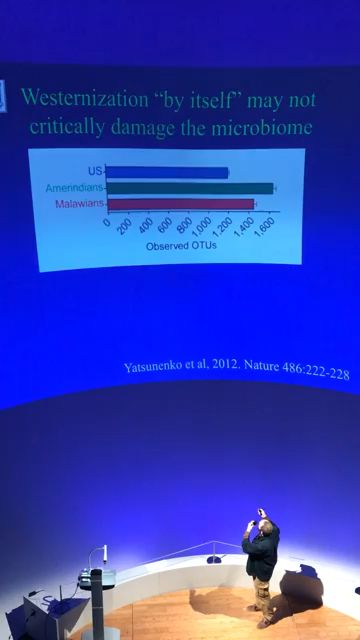 Westernization “by itself” may not
critically damage the microbiome
US
Amerindians
Malawians
0 200 400 600 800 1,000 1,200 1,400 1,600
Observed OTUs
Yatsunenko et al, 2012. Nature 486:222-228